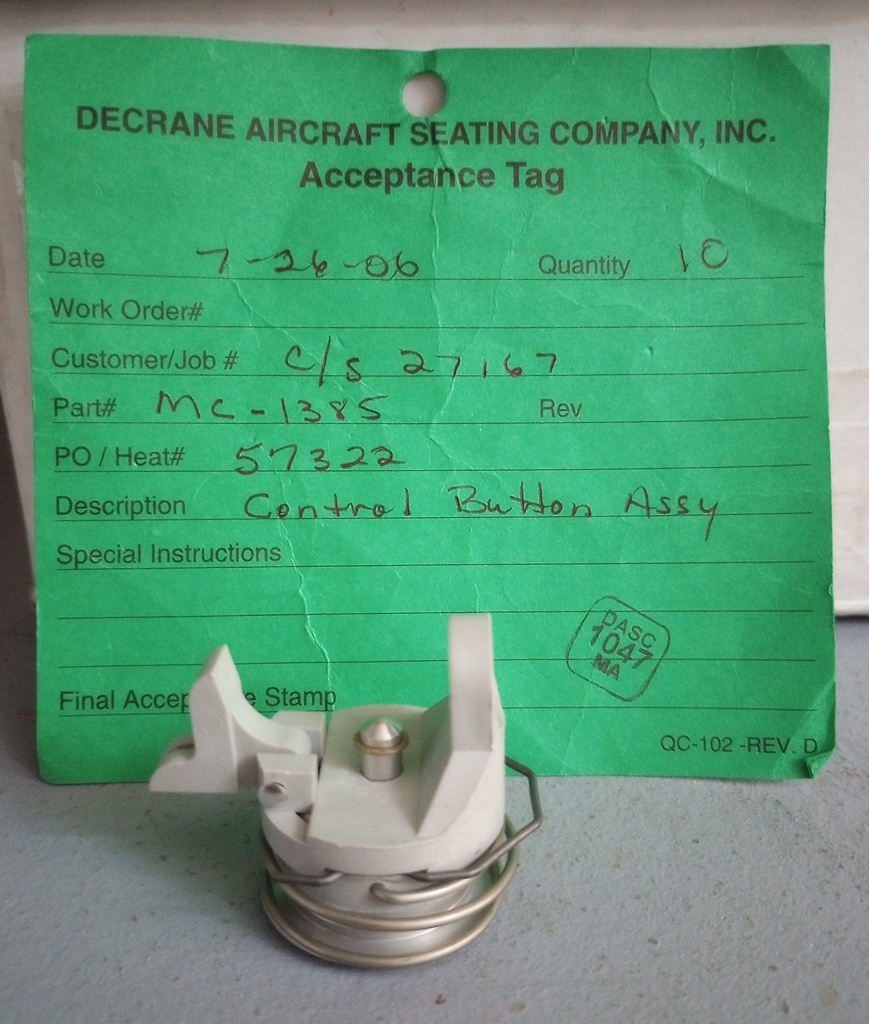 DECRANE AIRCRAFT SEATING COMPANY, INC.
Acceptance Tag
Date 7-26-06 Quantity 10
Work Order#
Customer/Job # C/S 27167
Part# MC-1385 Rev
PO / Heat# 57322
Description Control Button Assy
Special Instructions
DASC
1047
MA
Final Accep e Stamp
QC-102 -REV. D